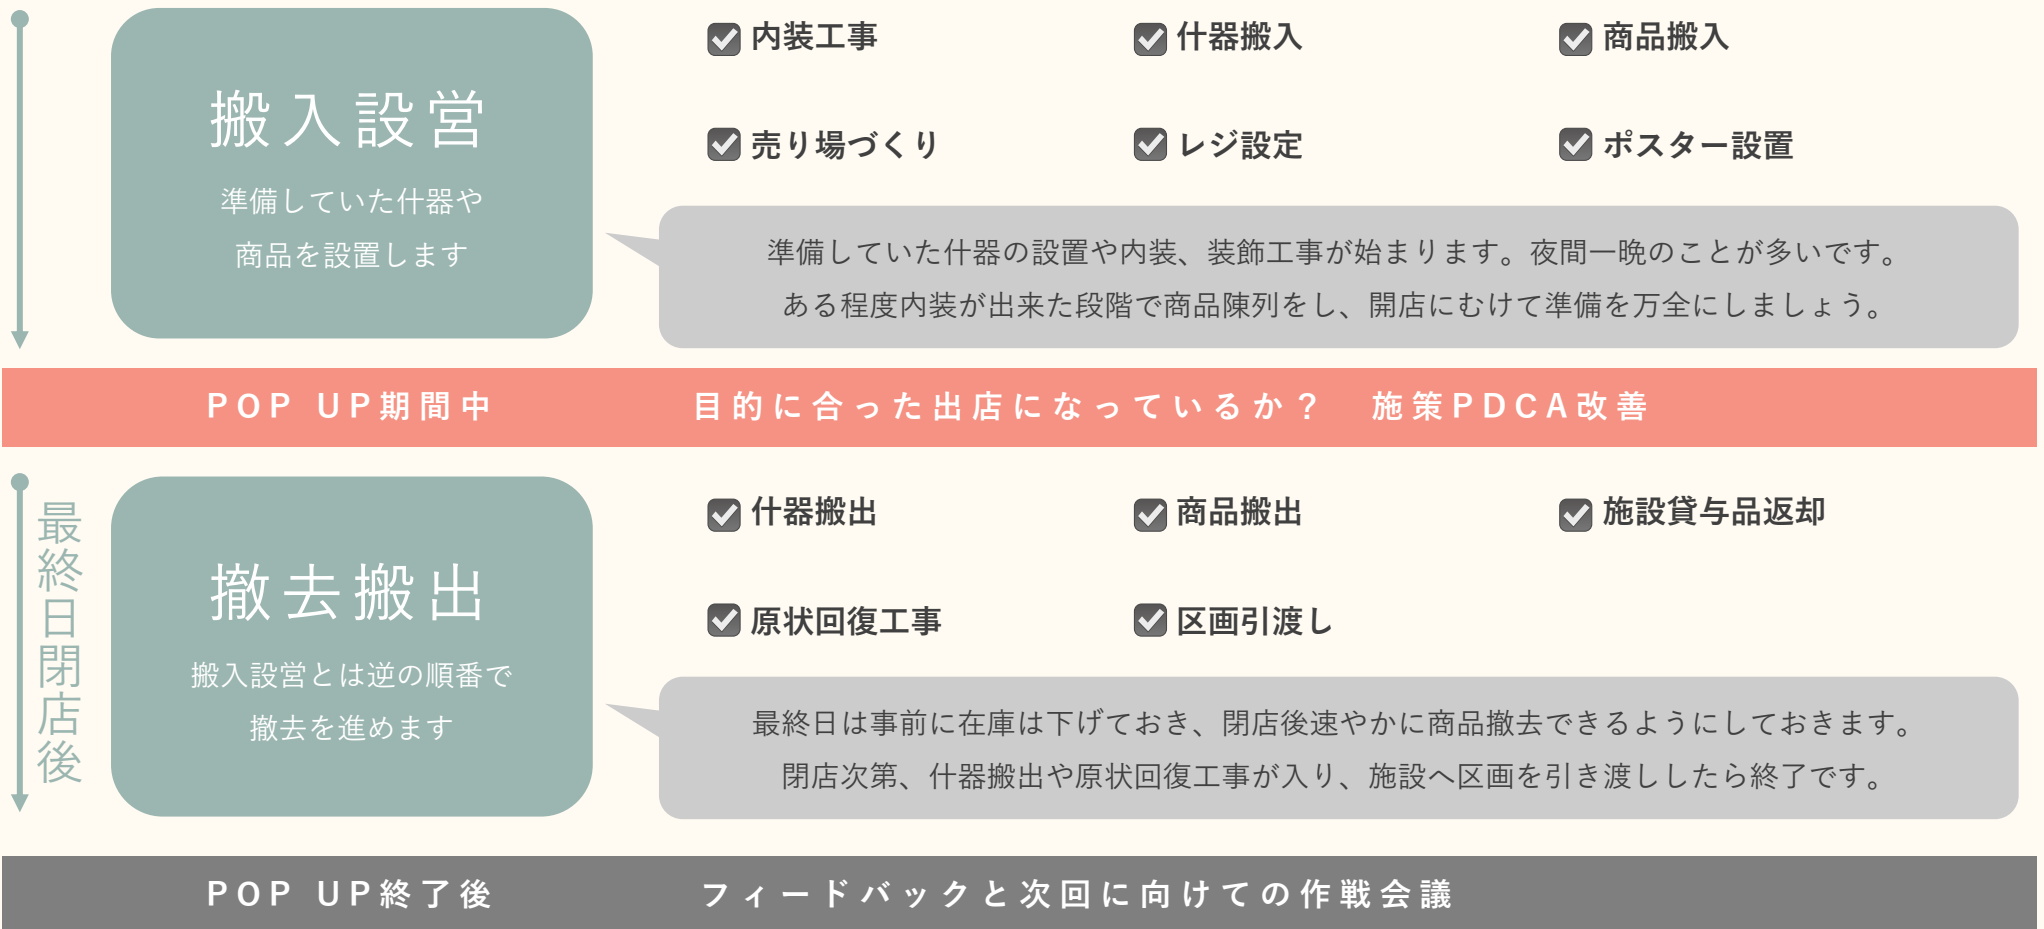 搬入設営
準備していた什器や
商品を設置します
内装工事
什器搬入
商品搬入
売り場づくり
レジ設定
ポスター設置
準備していた什器の設置や内装、装飾工事が始まります。夜間一晩のことが多いです。
ある程度内装が出来た段階で商品陳列をし、開店にむけて準備を万全にしましょう。
POP UP期間中 目的に合った出店になっているか？ 施策PDCA改善
最終日閉店後
撤去搬出
搬入設営とは逆の順番で
撤去を進めます
什器搬出
商品搬出
施設貸与品返却
原状回復工事
区画引渡し
最終日は事前に在庫は下げておき、閉店後速やかに商品撤去できるようにしておきます。
閉店次第、什器搬出や原状回復工事が入り、施設へ区画を引き渡ししたら終了です。
POP UP終了後 フィードバックと次回に向けての作戦会議